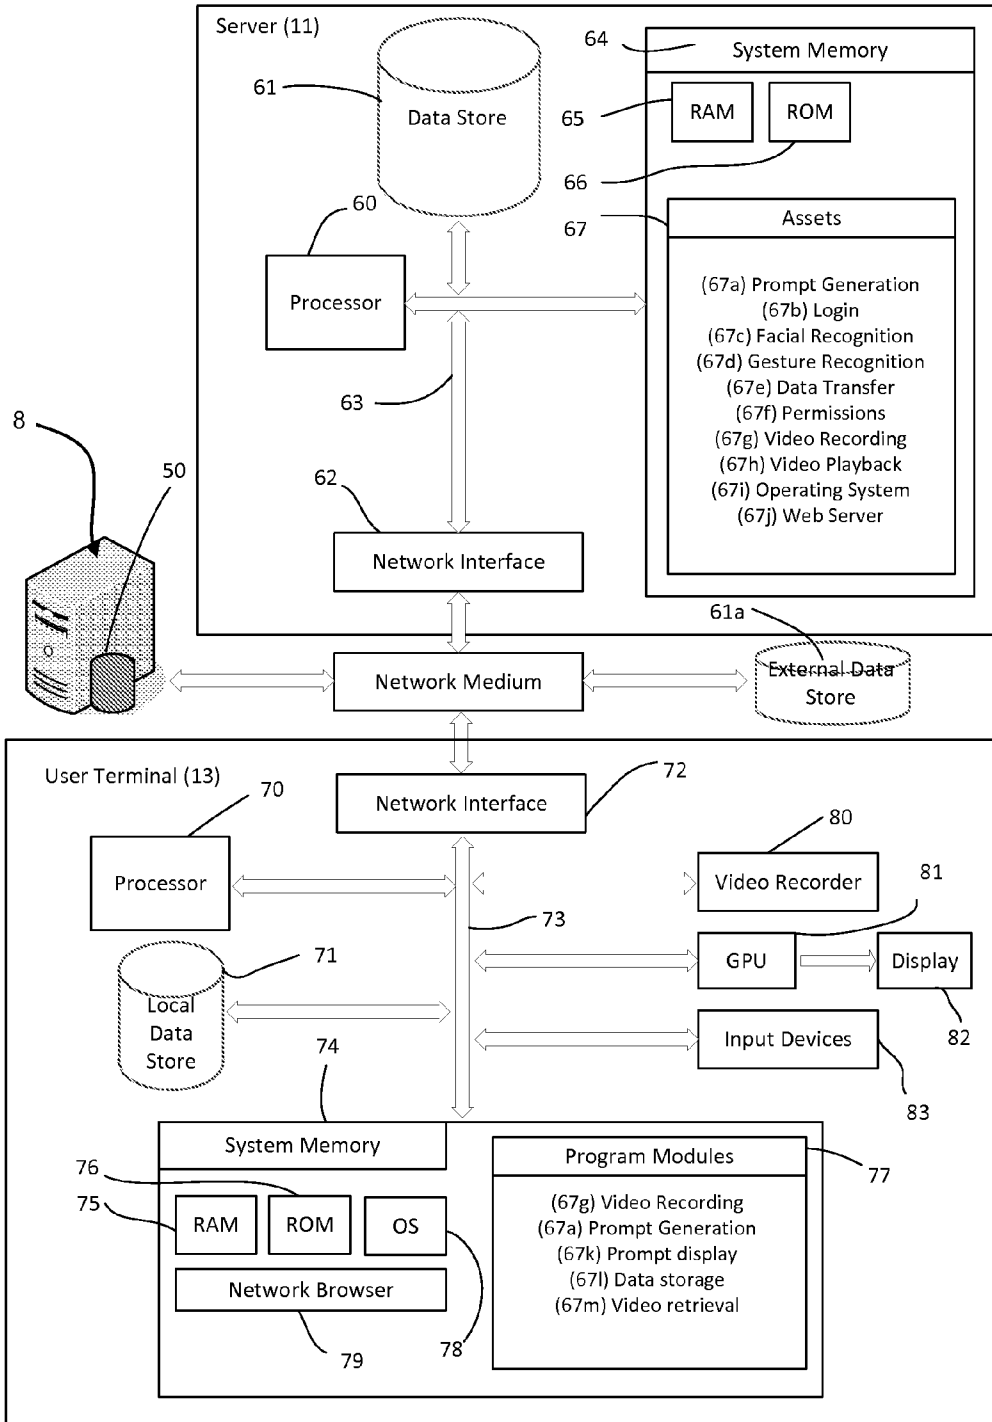 Server (11)
64
System Memory
61
Data Store
65
RAM
ROM
66
60
67
Assets
Processor
(67a) Prompt Generation
(67b) Login
(67c) Facial Recognition
(67d) Gesture Recognition
(67e) Data Transfer
(67f) Permissions
(67g) Video Recording
(67h) Video Playback
(67i) Operating System
(67j) Web Server
63
8
50
62
Network Interface
61a
Network Medium
External Data
Store
User Terminal (13)
70
72
Network Interface
80
Processor
Video Recorder
81
73
71
GPU
Display
Local
Data
Store
82
Input Devices
74
83
System Memory
Program Modules
77
76
75
RAM
ROM
OS
(67g) Video Recording
(67a) Prompt Generation
(67k) Prompt display
(67l) Data storage
(67m) Video retrieval
Network Browser
78
79